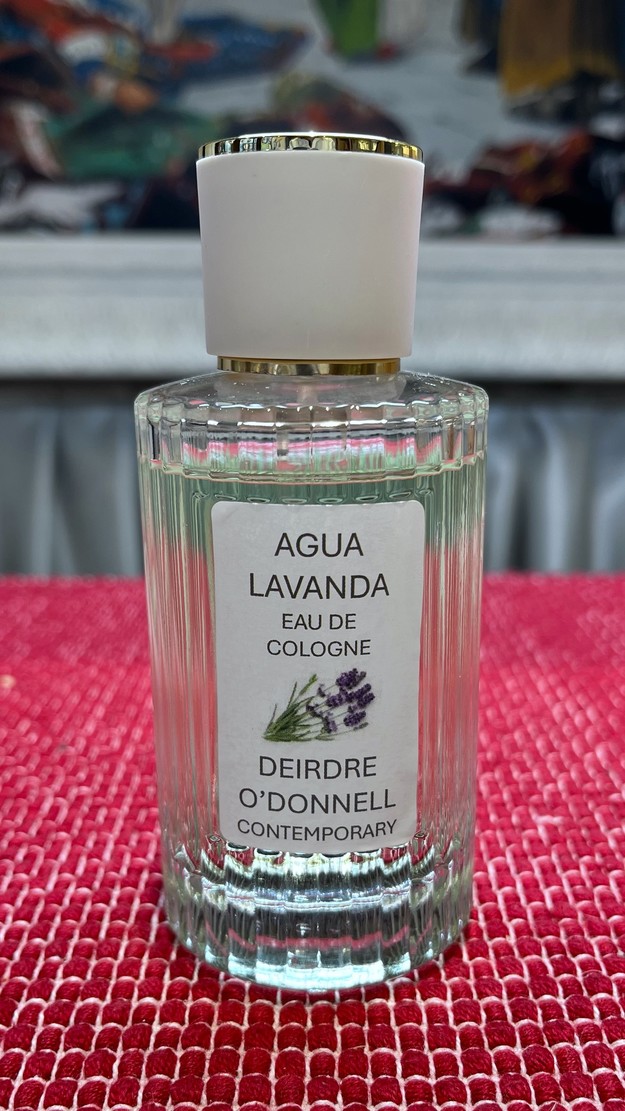 AGUA
LAVANDA
EAU DE
COLOGNE
DEIRDRE
O’DONNELL
CONTEMPORARY